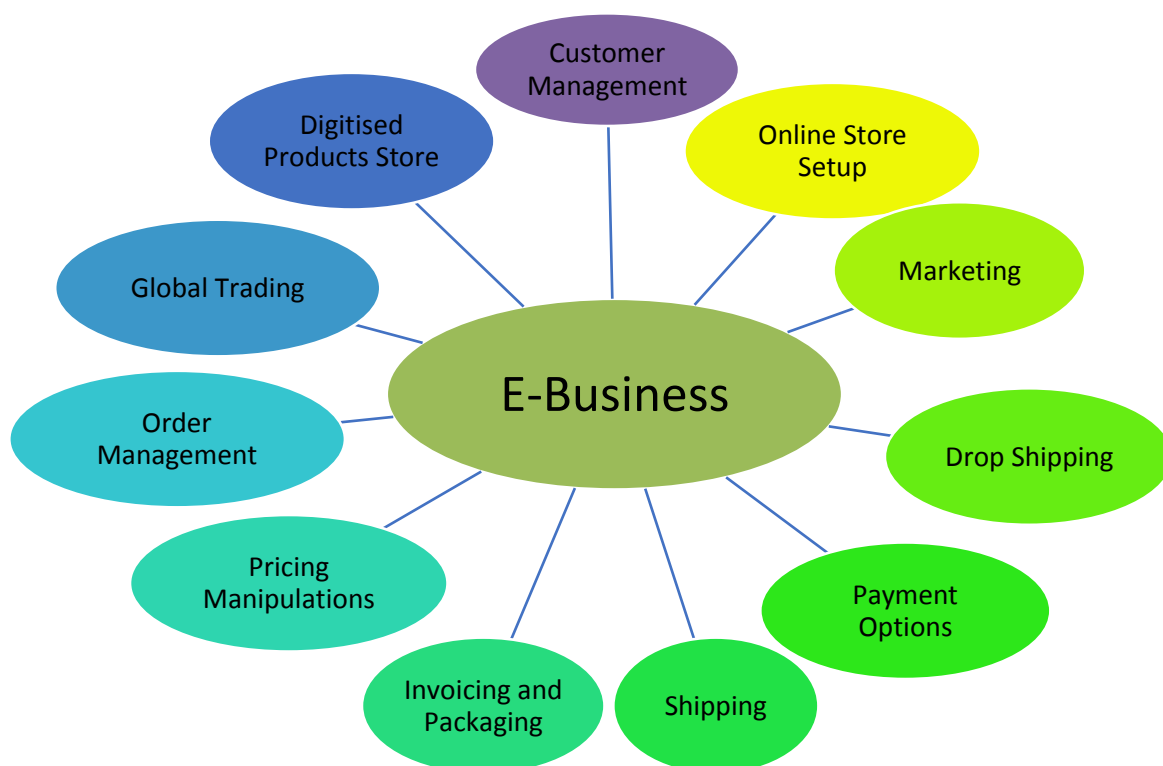 Customer
Management
Online Store
Setup
Marketing
Drop Shipping
Payment
Options
Shipping
Invoicing and
Packaging
Pricing
Manipulations
Order
Management
Global Trading
Digitised
Products Store
E-Business